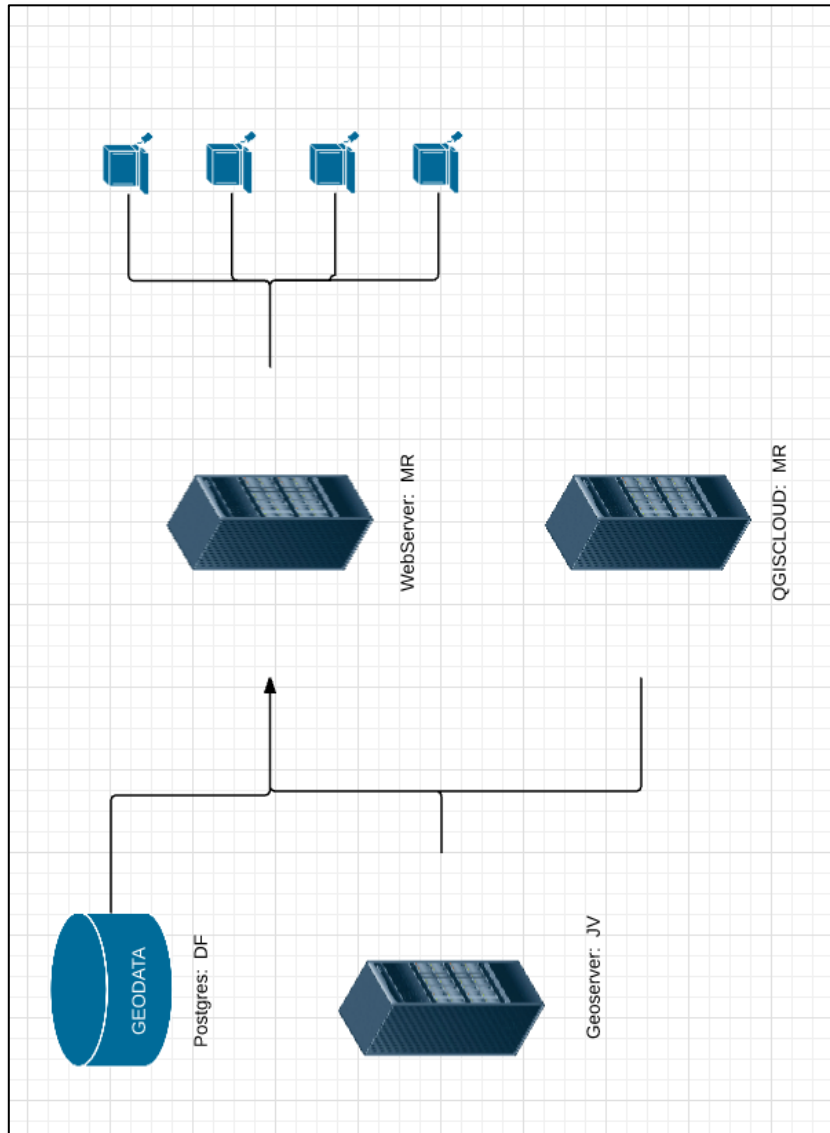 WebServer: MR
QGISCLOUD: MR
GEODATA
Postgres: DF
Geoserver: JV